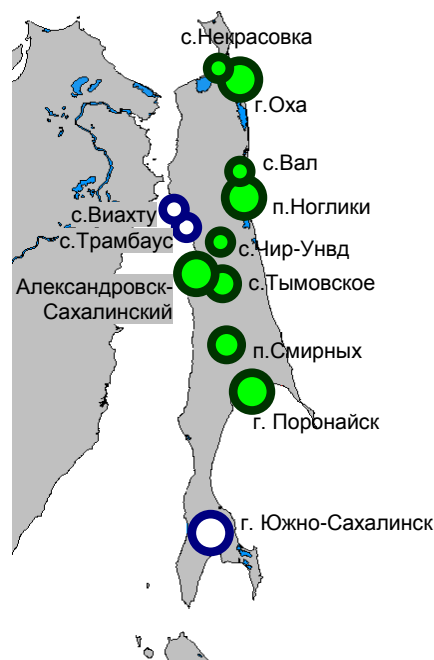 с.Некрасовка
г.Оха
с.Вал
п.Ноглики
с.Виахту
с.Трамбаус
с.Чир-Унвд
Александровск-
Сахалинский
с.Тымовское
п.Смирных
г. Поронайск
г. Южно-Сахалинск